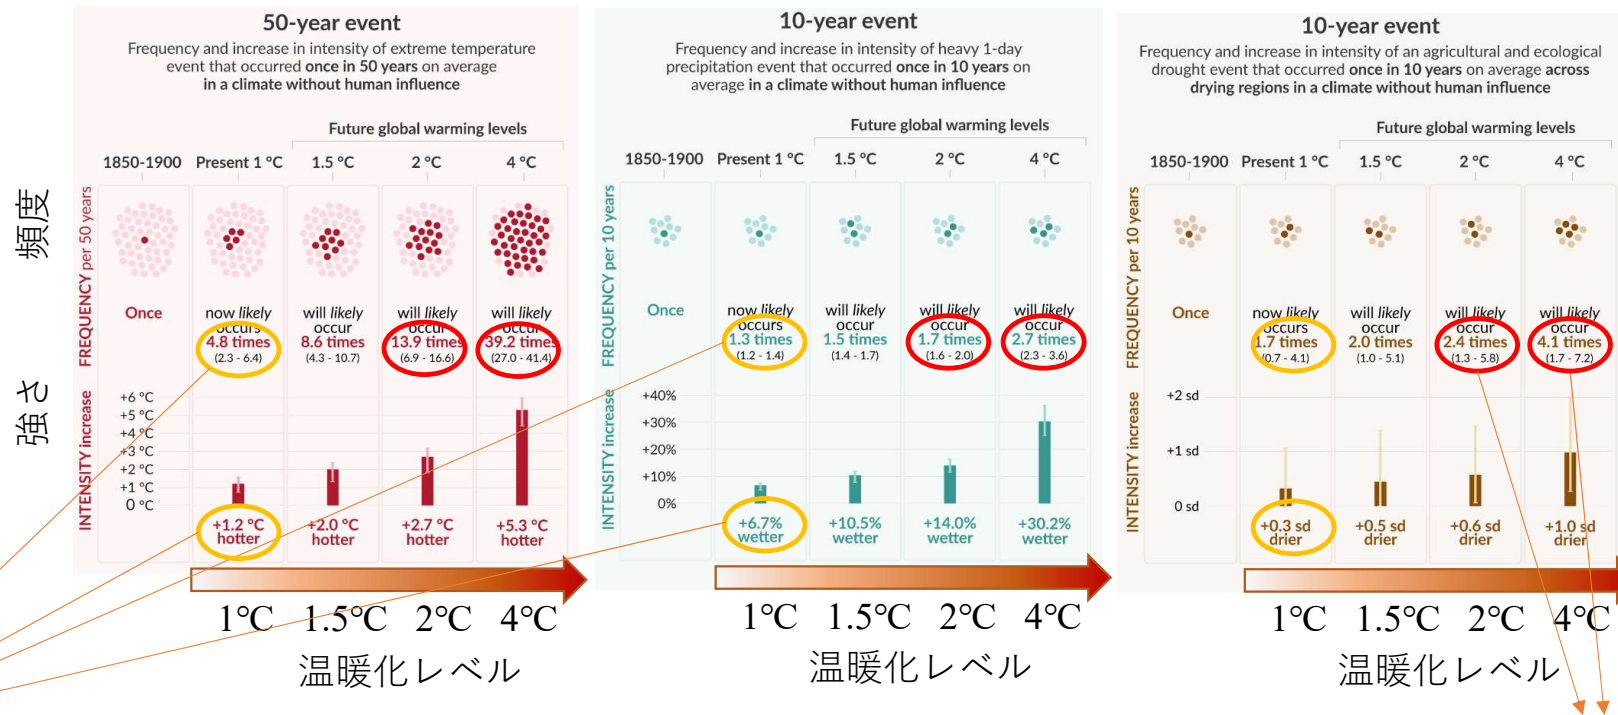 頻度
強さ
50-year event
Frequency and increase in intensity of extreme temperature
event that occurred once in 50 years on average
in a climate without human influence
Future global warming levels
1850-1900 Present 1 °C 1.5 °C 2 °C 4 °C
FREQUENCY per 50 years
Once
now likely
occurs
4.8 times
(2.3 - 6.4)
will likely
occur
8.6 times
(4.3 - 10.7)
will likely
occur
13.9 times
(6.9 - 16.6)
will likely
occur
39.2 times
(27.0 - 41.4)
INTENSITY increase
+6 °C
+5 °C
+4 °C
+3 °C
+2 °C
+1 °C
0 °C
+1.2 °C
hotter
+2.0 °C
hotter
+2.7 °C
hotter
+5.3 °C
hotter
1℃ 1.5℃ 2℃ 4℃
温暖化レベル
10-year event
Frequency and increase in intensity of heavy 1-day
precipitation event that occurred once in 10 years on
average in a climate without human influence
Future global warming levels
1850-1900 Present 1 °C 1.5 °C 2 °C 4 °C
FREQUENCY per 10 years
Once
now likely
occurs
1.3 times
(1.2 - 1.4)
will likely
occur
1.5 times
(1.4 - 1.7)
will likely
occur
1.7 times
(1.6 - 2.0)
will likely
occur
2.7 times
(2.3 - 3.6)
INTENSITY increase
+40%
+30%
+20%
+10%
0%
+6.7%
wetter
+10.5%
wetter
+14.0%
wetter
+30.2%
wetter
1℃ 1.5℃ 2℃ 4℃
温暖化レベル
10-year event
Frequency and increase in intensity of an agricultural and ecological
drought event that occurred once in 10 years on average across
drying regions in a climate without human influence
Future global warming levels
1850-1900 Present 1 °C 1.5 °C 2 °C 4 °C
FREQUENCY per 10 years
Once
now likely
occurs
1.7 times
(0.7 - 4.1)
will likely
occur
2.0 times
(1.0 - 5.1)
will likely
occur
2.4 times
(1.3 - 5.8)
will likely
occur
4.1 times
(1.7 - 7.2)
INTENSITY increase
+2 sd
+1 sd
0 sd
+0.3 sd
drier
+0.5 sd
drier
+0.6 sd
drier
+1.0 sd
drier
1℃ 1.5℃ 2℃ 4℃
温暖化レベル